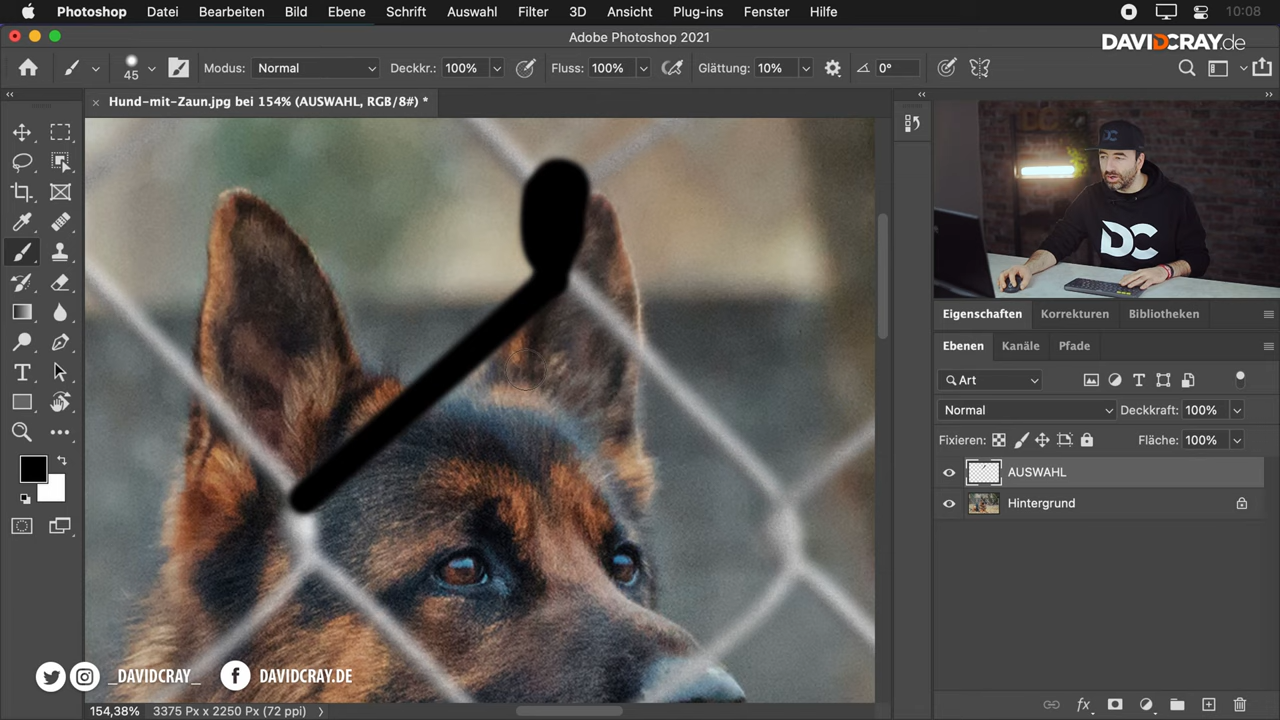 Photoshop Datei Bearbeiten Bild Ebene Schrift Auswahl Filter 3D Ansicht Plug-ins Fenster Hilfe 10:08
Adobe Photoshop 2021
DAVIDCRAY.de
45 Modus: Normal Deckkr.: 100% Fluss: 100% Glättung: 10% 0°
Hund-mit-Zaun.jpg bei 154% (AUSWAHL, RGB/8#) *
DC
Eigenschaften Korrekturen Bibliotheken
Ebenen Kanäle Pfade
Art
Normal Deckkraft: 100%
Fixieren: Fläche: 100%
AUSWAHL
Hintergrund
_DAVIDCRAY_ DAVIDCRAY.DE
154,38% 3375 Px x 2250 Px (72 ppi)
fx